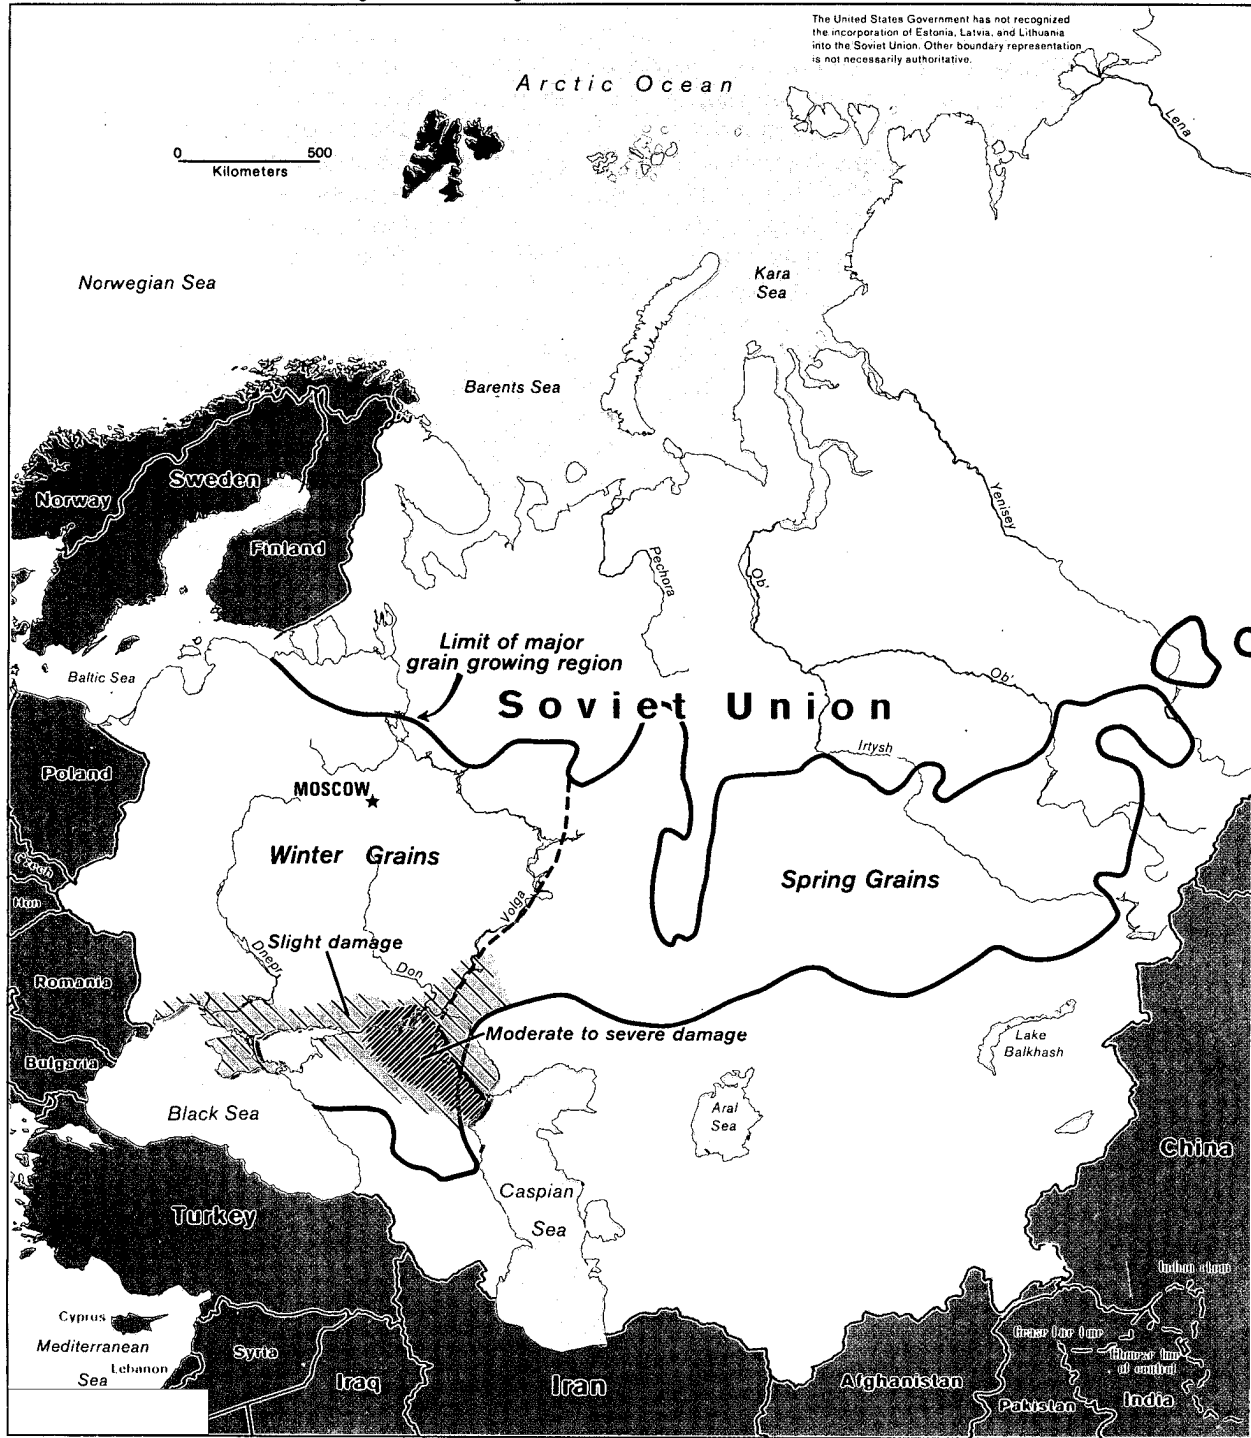 The United States Government has not recognized
the incorporation of Estonia, Latvia, and Lithuania
into the Soviet Union. Other boundary representation
is not necessarily authoritative.
Arctic Ocean
Lena
0 500
Kilometers
Norwegian Sea
Kara
Sea
Barents Sea
Sweden
Norway
Finland
Yenisey
Pechora
Ob'
Limit of major
grain growing region
Baltic Sea
Ob'
Soviet Union
Irtysh
Poland
MOSCOW
Winter Grains
Spring Grains
Czech
Hun
Volga
Slight damage
Dnepr
Don
Romania
Moderate to severe damage
Lake
Balkhash
Bulgaria
Black Sea
Aral
Sea
China
Caspian
Sea
Turkey
Indian claim
Cyprus
Mediterranean
Sea
Lebanon
Syria
Cease Fire Line
Chinese line
of control
Iraq
Iran
Afghanistan
Pakistan
India